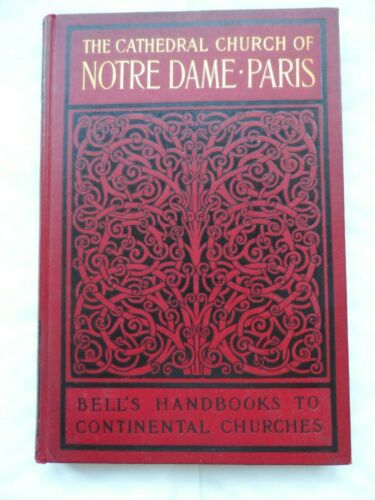 THE CATHEDRAL CHURCH OF
NOTRE DAME · PARIS
BELL'S HANDBOOKS TO
CONTINENTAL CHURCHES